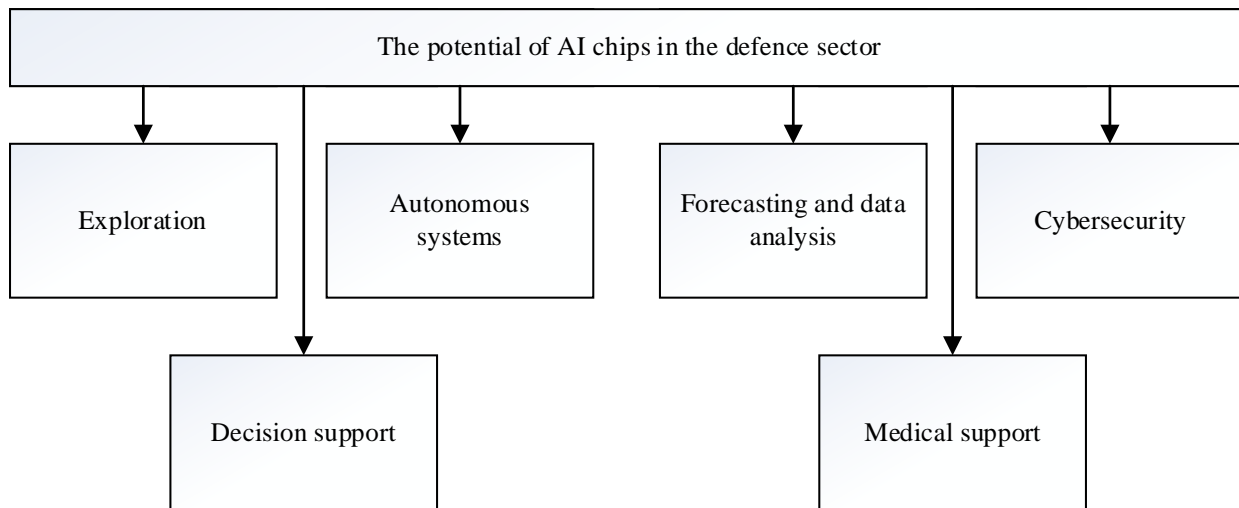 The potential of AI chips in the defence sector
Exploration
Autonomous
systems
Forecasting and data
analysis
Cybersecurity
Decision support
Medical support